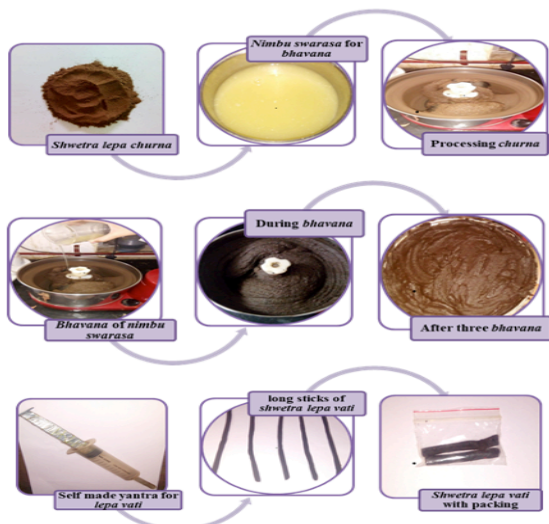 Shwetra lepa churna
Nimbu swarasa for
bhavana
Processing churna
Bhavana of nimbu
swarasa
During bhavana
After three bhavana
Self made yantra for
lepa vati
long sticks of
shwetra lepa vati
Shwetra lepa vati
with packing